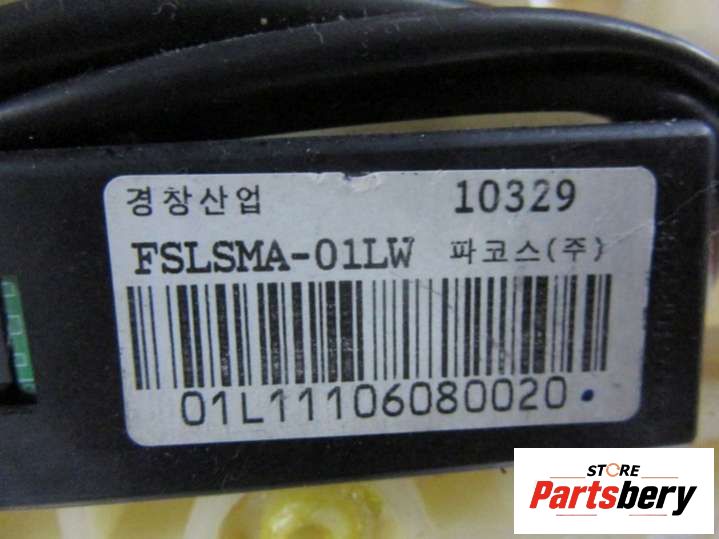 경창산업 10329
FSLSMA-01LW 파코스(주)
01L11106080020
STORE
Partsbery